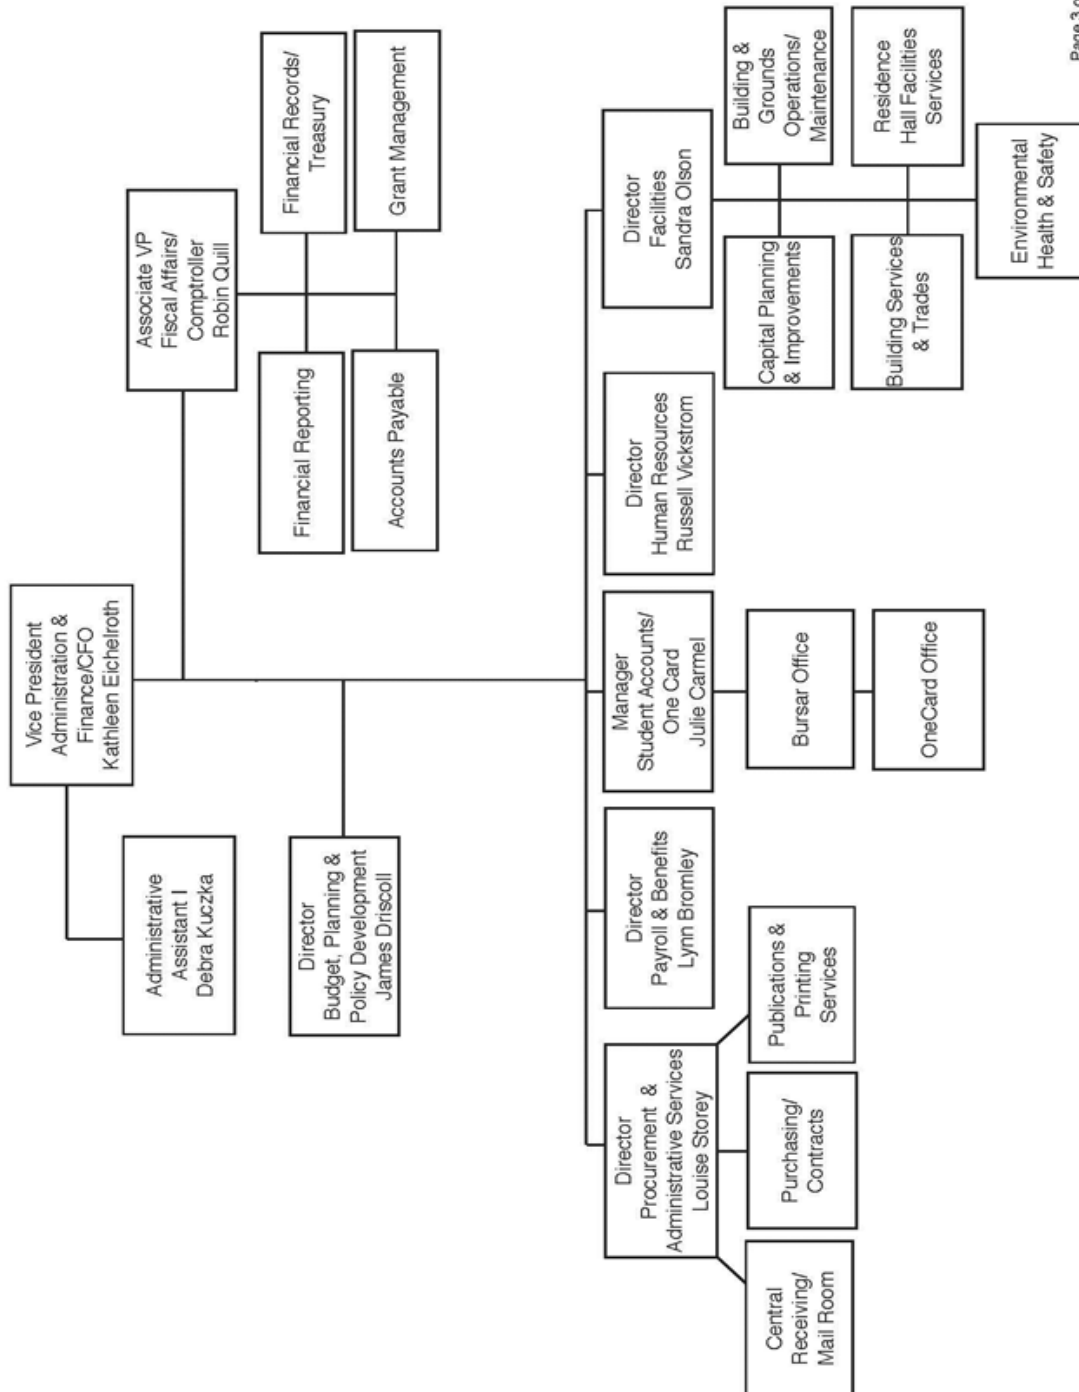 Vice President
Administration &
Finance/CFO
Kathleen Eichelroth
Administrative
Assistant I
Debra Kuczka
Associate VP
Fiscal Affairs/
Comptroller
Robin Quill
Director
Budget, Planning &
Policy Development
James Driscoll
Financial Reporting
Financial Records/
Treasury
Accounts Payable
Grant Management
Director
Procurement &
Administrative Services
Louise Storey
Director
Payroll & Benefits
Lynn Bromley
Manager
Student Accounts/
One Card
Julie Carmel
Director
Human Resources
Russell Vickstrom
Director
Facilities
Sandra Olson
Central
Receiving/
Mail Room
Purchasing/
Contracts
Publications &
Printing
Services
Bursar Office
OneCard Office
Capital Planning
& Improvements
Building &
Grounds
Operations/
Maintenance
Building Services
& Trades
Residence
Hall Facilities
Services
Environmental
Health & Safety
Page 3